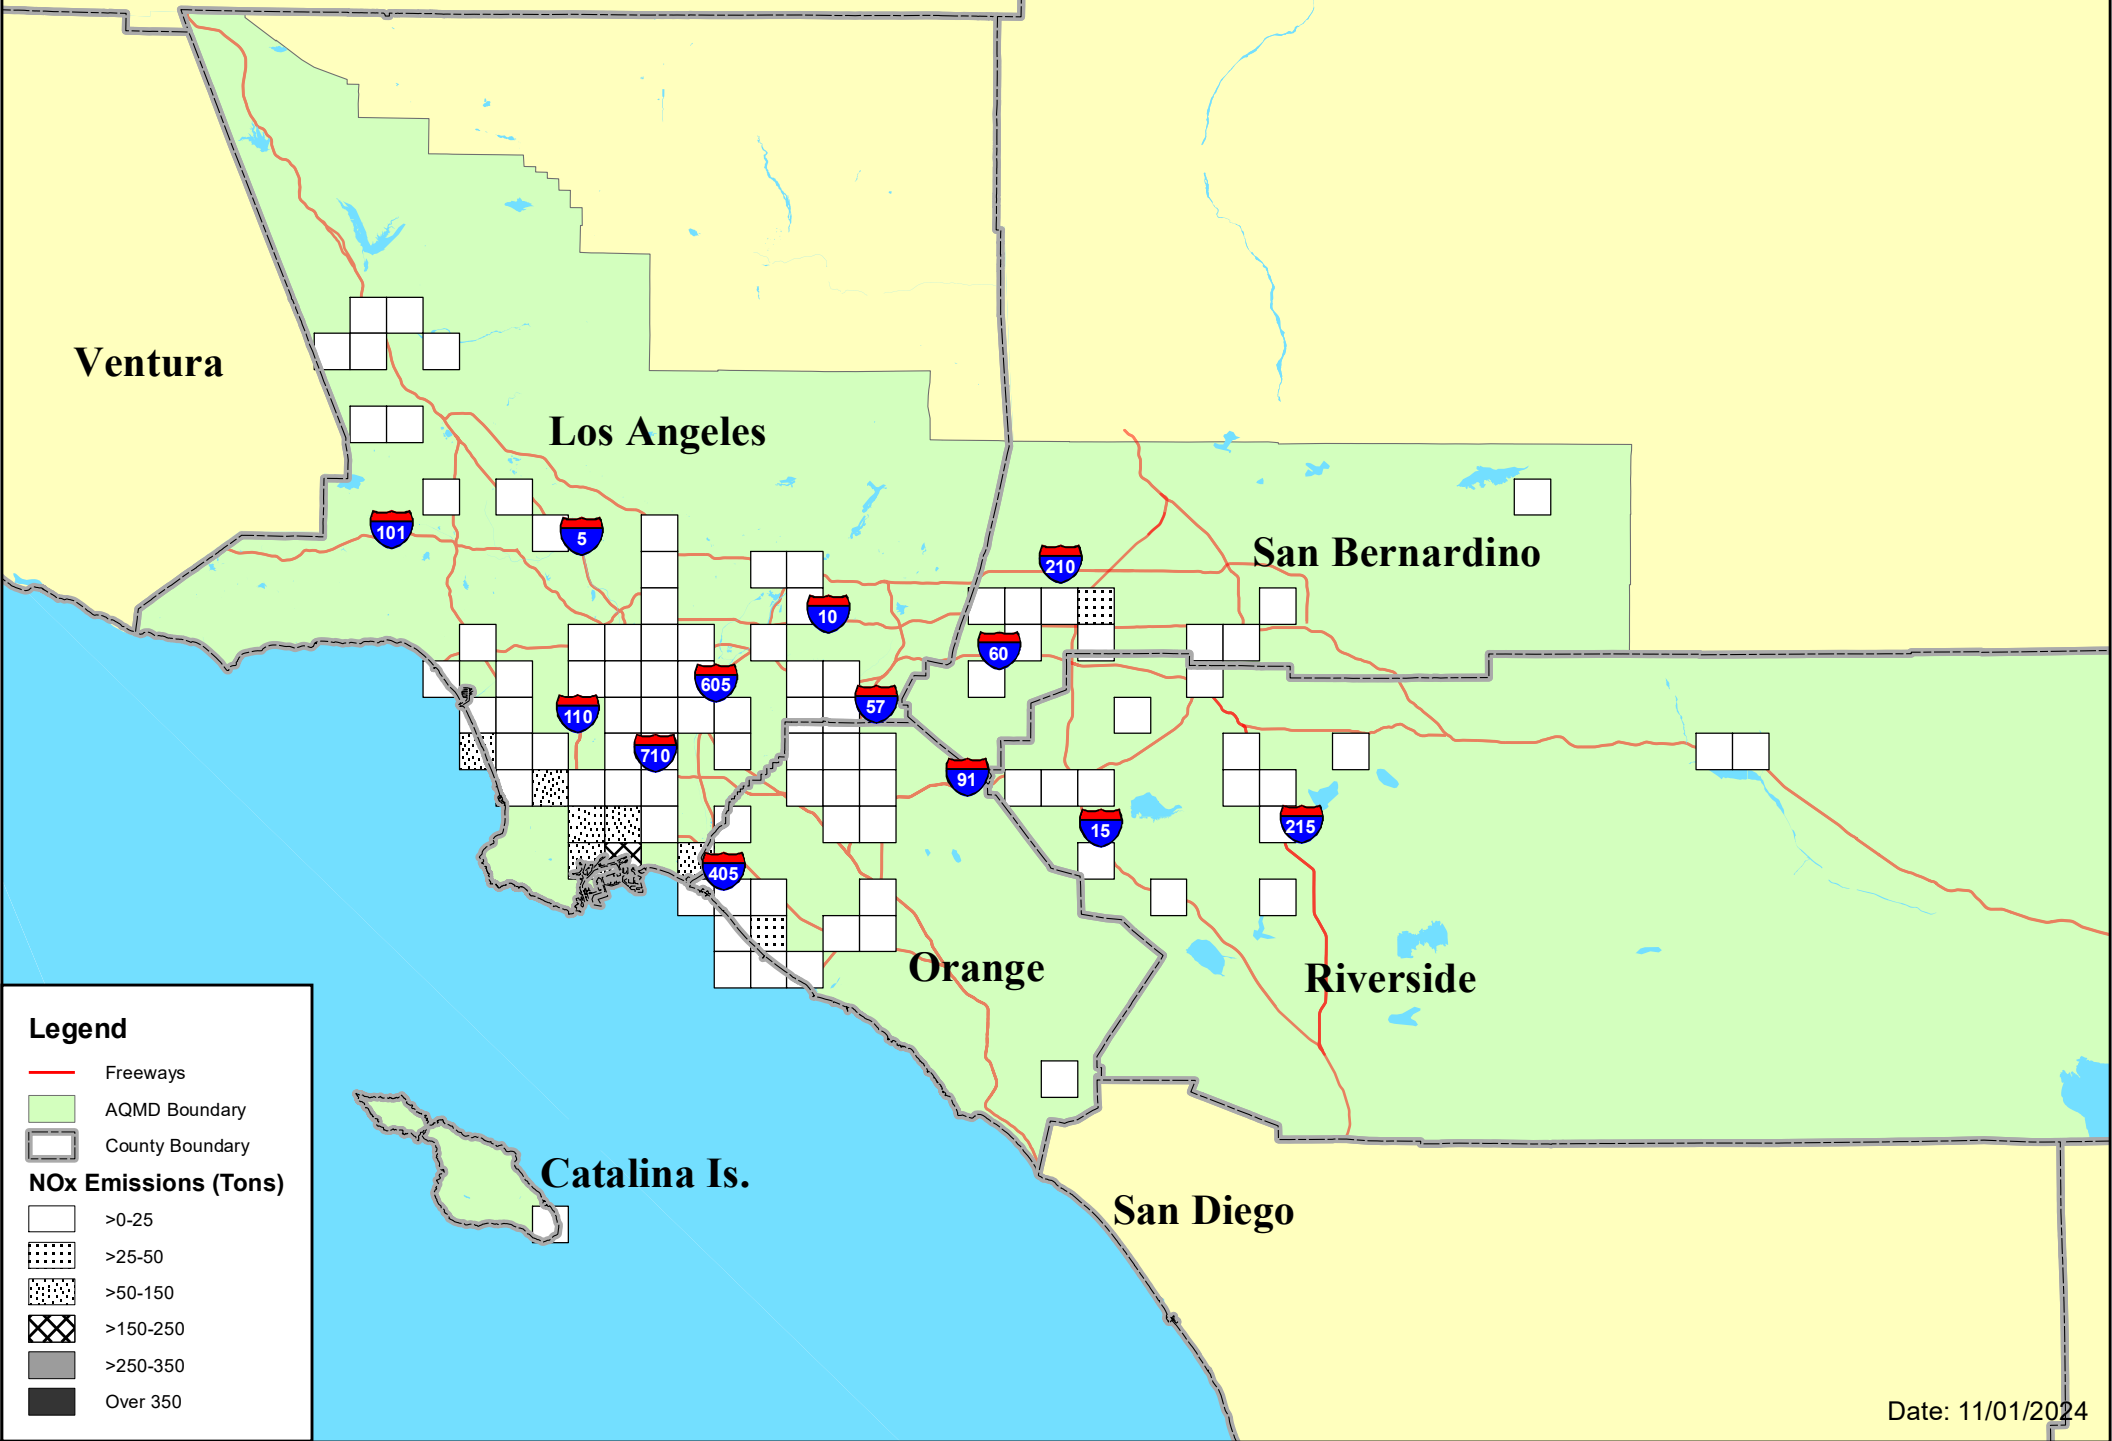 Ventura
Los Angeles
101
5
San Bernardino
210
10
60
605
57
110
710
91
15
215
405
Orange
Riverside
Legend
Freeways
AQMD Boundary
County Boundary
NOx Emissions (Tons)
>0-25
>25-50
>50-150
>150-250
>250-350
Over 350
Catalina Is.
San Diego
Date: 11/01/2024